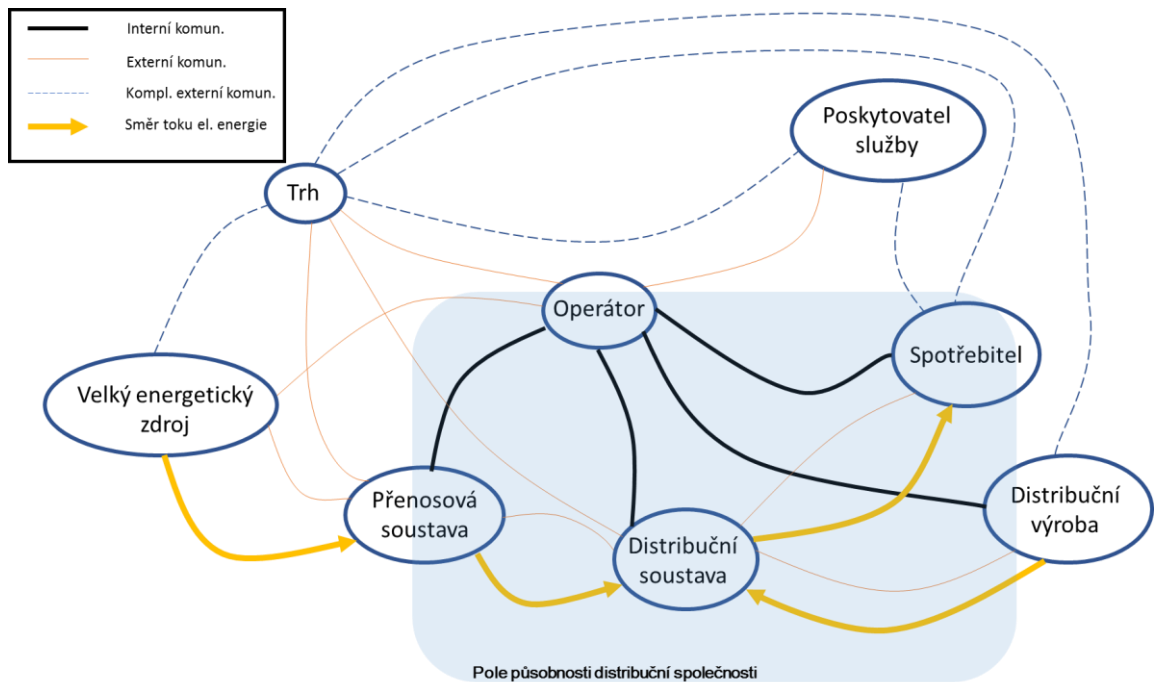 Interní komun.
Externí komun.
Kompl. externí komun.
Směr toku el. energie
Poskytovatel
služby
Trh
Operátor
Spotřebitel
Velký energetický
zdroj
Přenosová
soustava
Distribuční
výroba
Distribuční
soustava
Pole působnosti distribuční společnosti